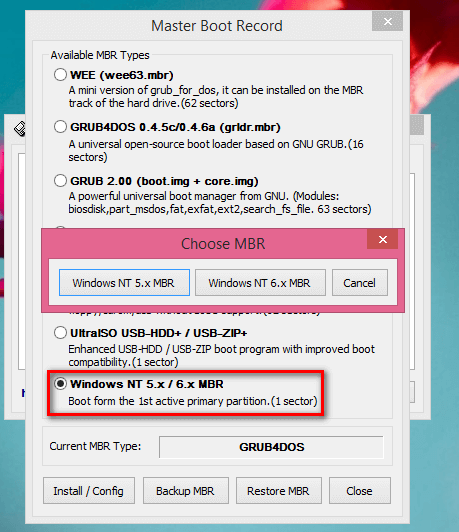 Master Boot Record
Available MBR Types
WEE (wee63.mbr)
A mini version of grub_for_dos, it can be installed on the MBR
track of the hard drive.(62 sectors)
GRUB4DOS 0.4.5c/0.4.6a (grldr.mbr)
A universal open-source boot loader based on GNU GRUB.(16
sectors)
GRUB 2.00 (boot.img + core.img)
A powerful universal boot manager from GNU. (Modules:
biosdisk,part_msdos,fat,exfat,ext2,search_fs_file. 63 sectors)
Choose MBR
Windows NT 5.x MBR
Windows NT 6.x MBR
Cancel
UltraISO USB-HDD+ / USB-ZIP+
Enhanced USB-HDD / USB-ZIP boot program with improved boot
compatibility.(1 sector)
Windows NT 5.x / 6.x MBR
Boot form the 1st active primary partition.(1 sector)
Current MBR Type:
GRUB4DOS
Install / Config
Backup MBR
Restore MBR
Close